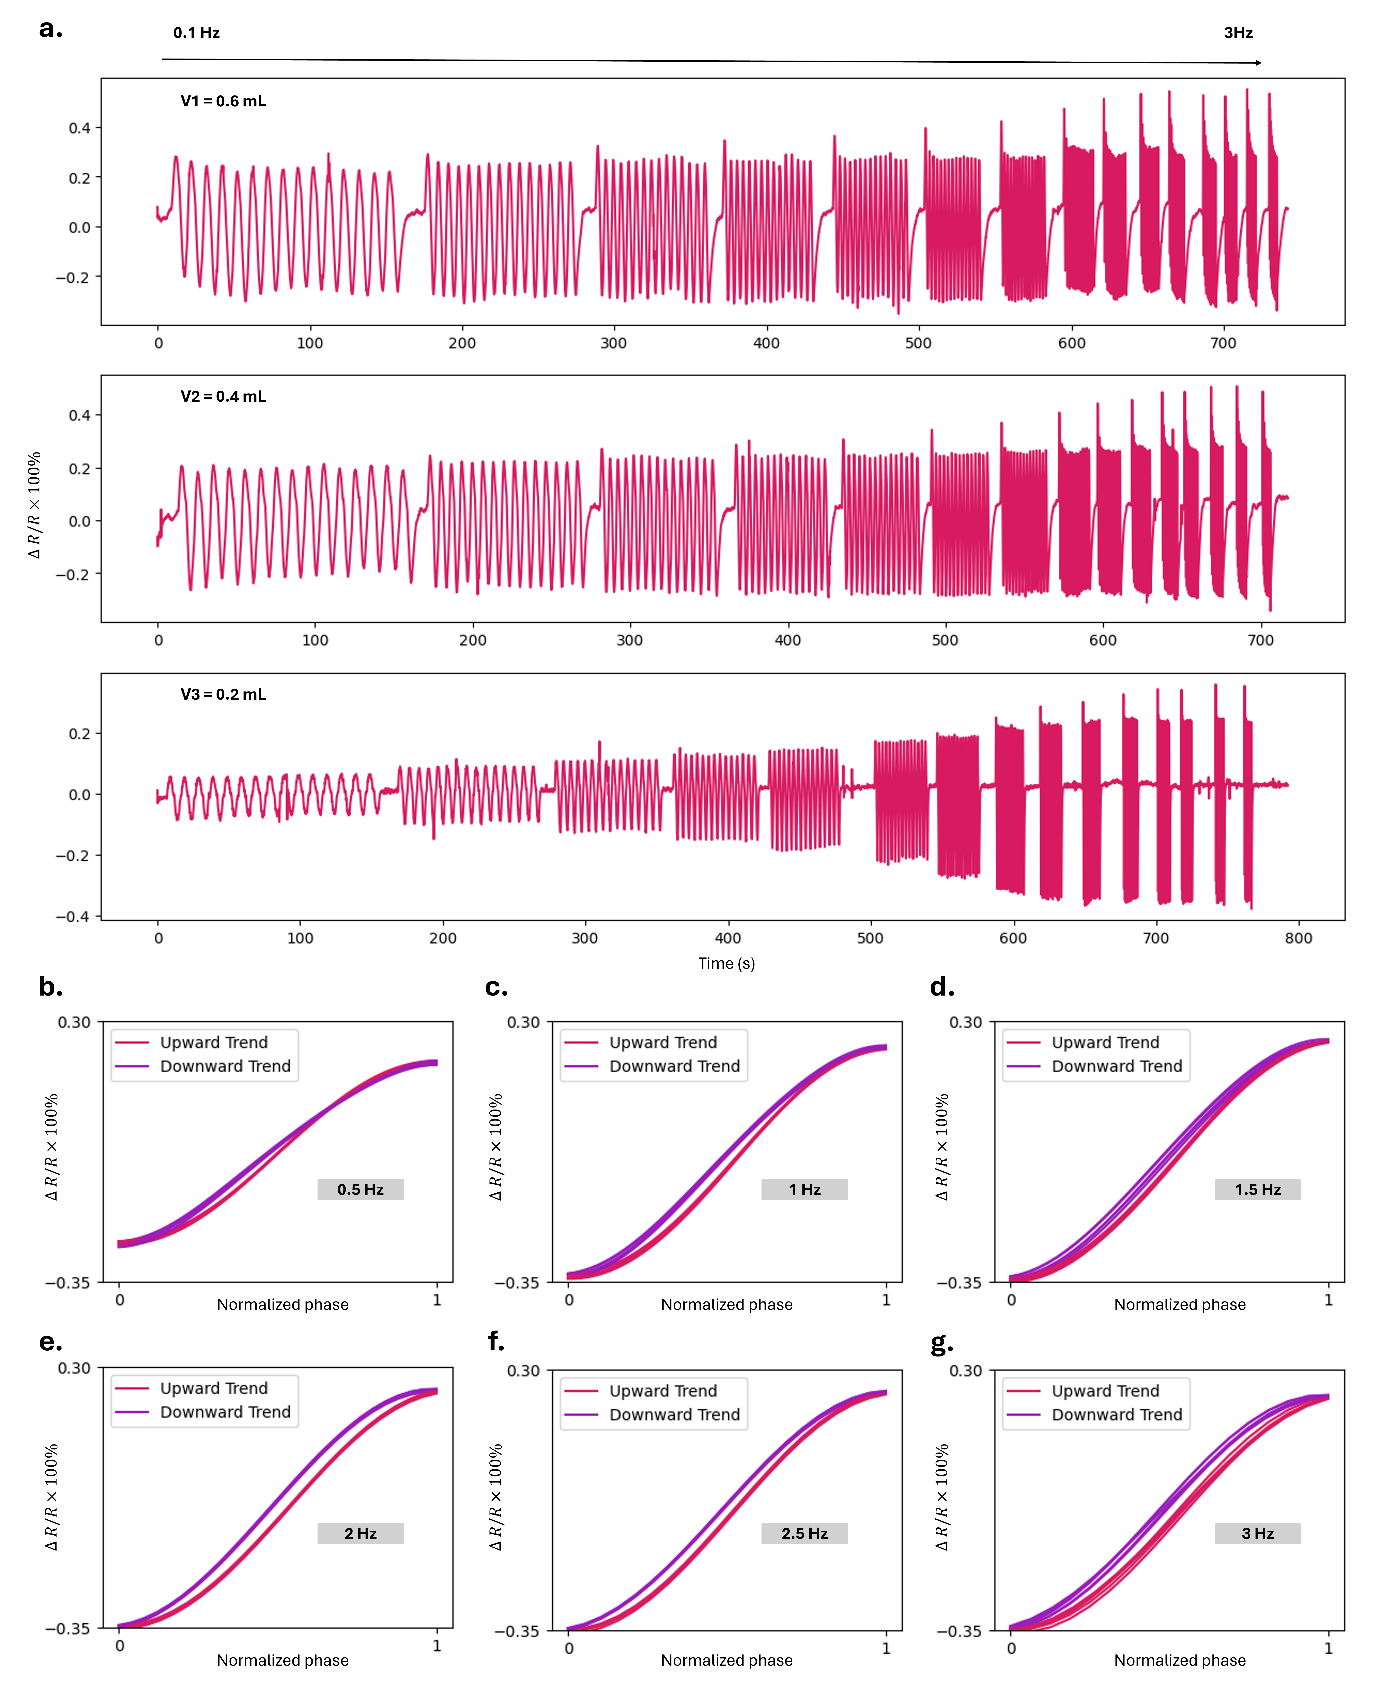 a.
0.1 Hz 3Hz
V1 = 0.6 mL
0.4
0.2
0.0
−0.2
0 100 200 300 400 500 600 700
V2 = 0.4 mL
0.4
0.2
0.0
−0.2
0 100 200 300 400 500 600 700
Δ R/R × 100%
V3 = 0.2 mL
0.2
0.0
−0.2
−0.4
0 100 200 300 400 500 600 700 800
Time (s)
b.
0.30
Upward Trend
Downward Trend
Δ R/R × 100%
0.5 Hz
−0.35
0 1
Normalized phase
c.
0.30
Upward Trend
Downward Trend
Δ R/R × 100%
1 Hz
−0.35
0 1
Normalized phase
d.
0.30
Upward Trend
Downward Trend
Δ R/R × 100%
1.5 Hz
−0.35
0 1
Normalized phase
e.
0.30
Upward Trend
Downward Trend
Δ R/R × 100%
2 Hz
−0.35
0 1
Normalized phase
f.
0.30
Upward Trend
Downward Trend
Δ R/R × 100%
2.5 Hz
−0.35
0 1
Normalized phase
g.
0.30
Upward Trend
Downward Trend
Δ R/R × 100%
3 Hz
−0.35
0 1
Normalized phase